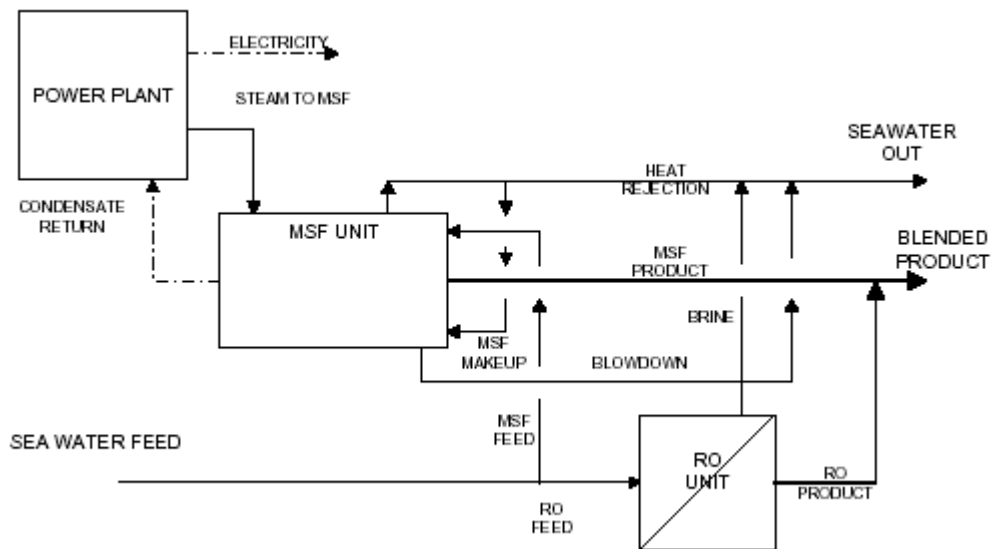 ELECTRICITY
POWER PLANT
STEAM TO MSF
SEAWATER
OUT
HEAT
REJECTION
CONDENSATE
RETURN
MSF UNIT
BLENDED
PRODUCT
MSF
PRODUCT
BRINE
MSF
MAKEUP
BLOWDOWN
MSF
FEED
SEA WATER FEED
RO
UNIT
RO
PRODUCT
RO
FEED